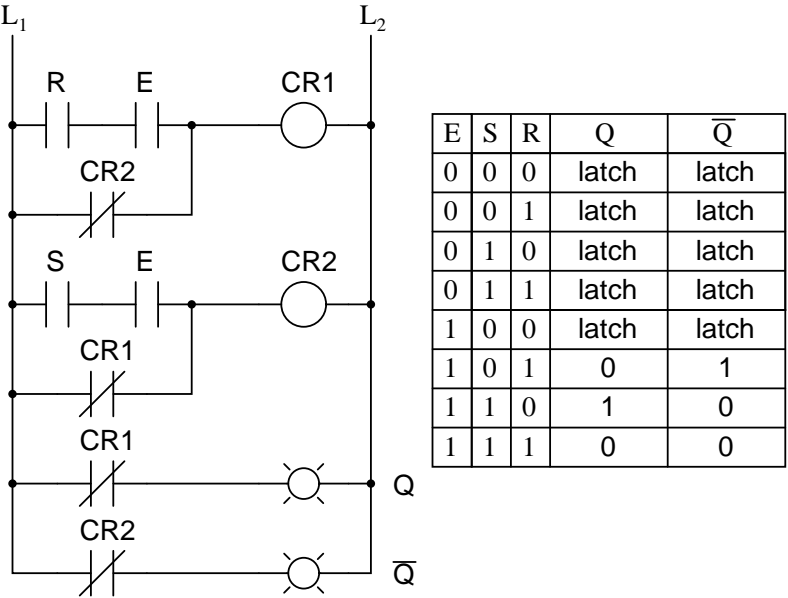 L1 L2
R E CR1
CR2
S E CR2
CR1
CR1
Q
CR2
Q̅
E S R Q Q̅
0 0 0 latch latch
0 0 1 latch latch
0 1 0 latch latch
0 1 1 latch latch
1 0 0 latch latch
1 0 1 0 1
1 1 0 1 0
1 1 1 0 0